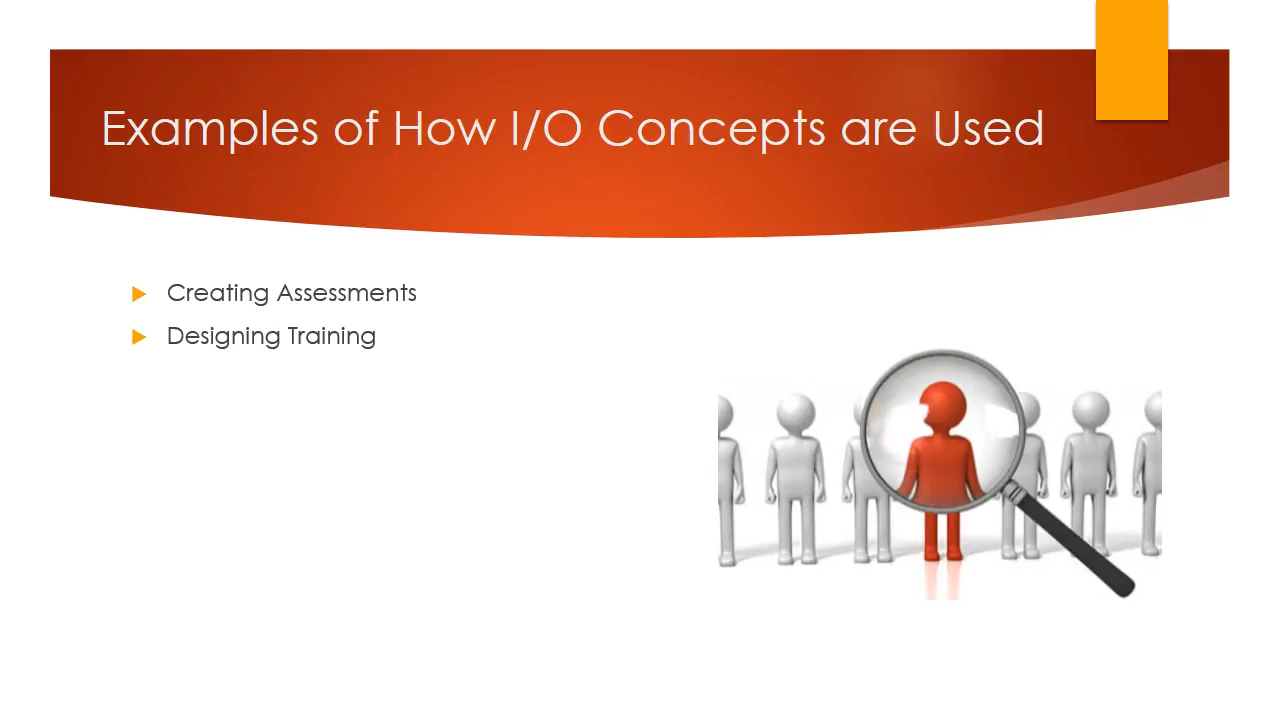 Examples of How I/O Concepts are Used
Creating Assessments
Designing Training